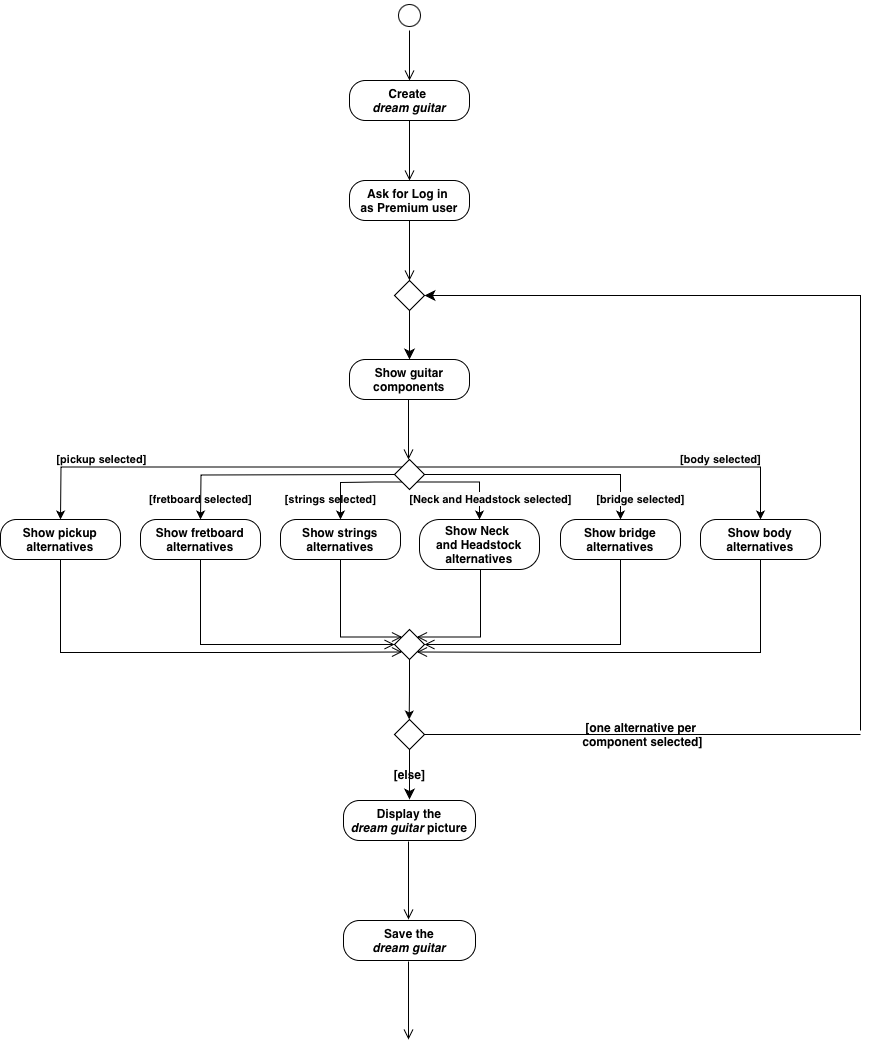 Create
dream guitar
Ask for Log in
as Premium user
Show guitar
components
[pickup selected]
[body selected]
[fretboard selected]
[strings selected]
[Neck and Headstock selected]
[bridge selected]
Show pickup
alternatives
Show fretboard
alternatives
Show strings
alternatives
Show Neck
and Headstock
alternatives
Show bridge
alternatives
Show body
alternatives
[one alternative per
component selected]
[else]
Display the
dream guitar picture
Save the
dream guitar